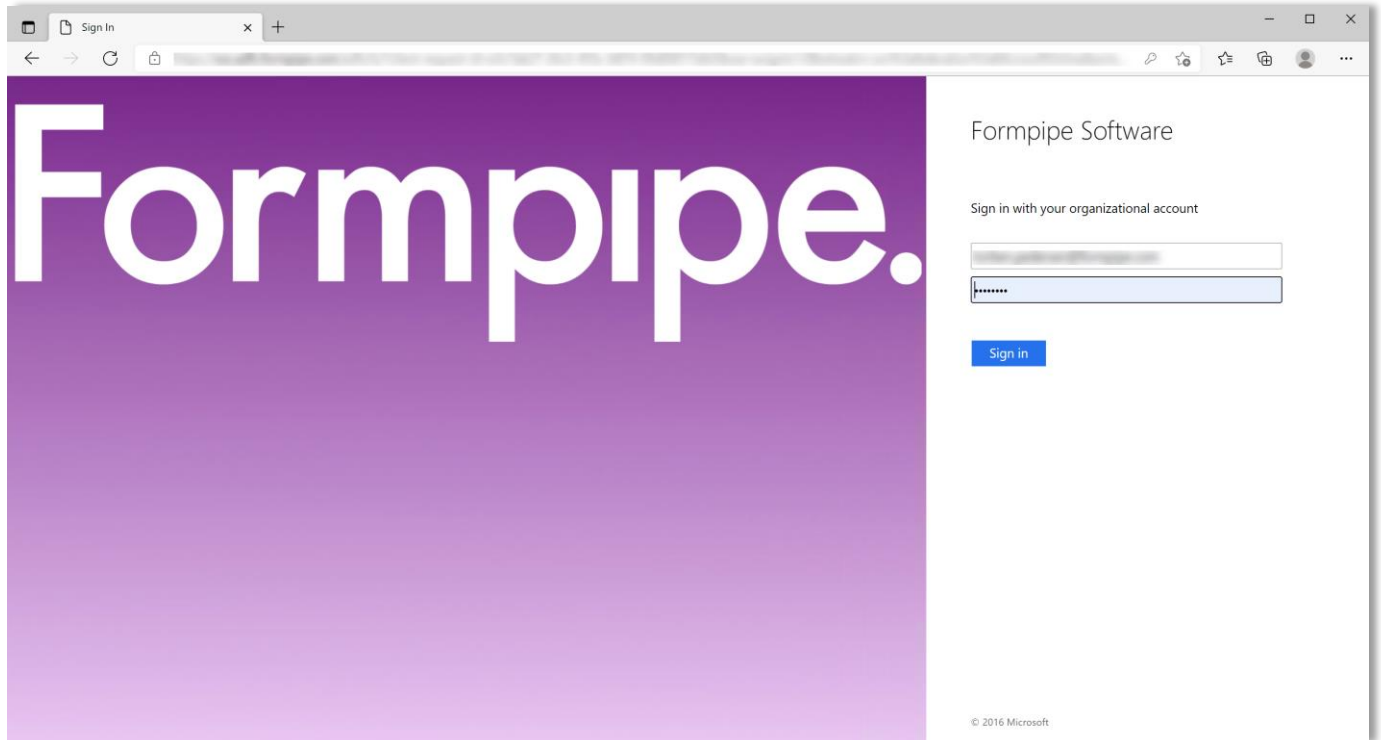 Sign In
Formpipe.
Formpipe Software
Sign in with your organizational account
••••••••
Sign in
© 2016 Microsoft